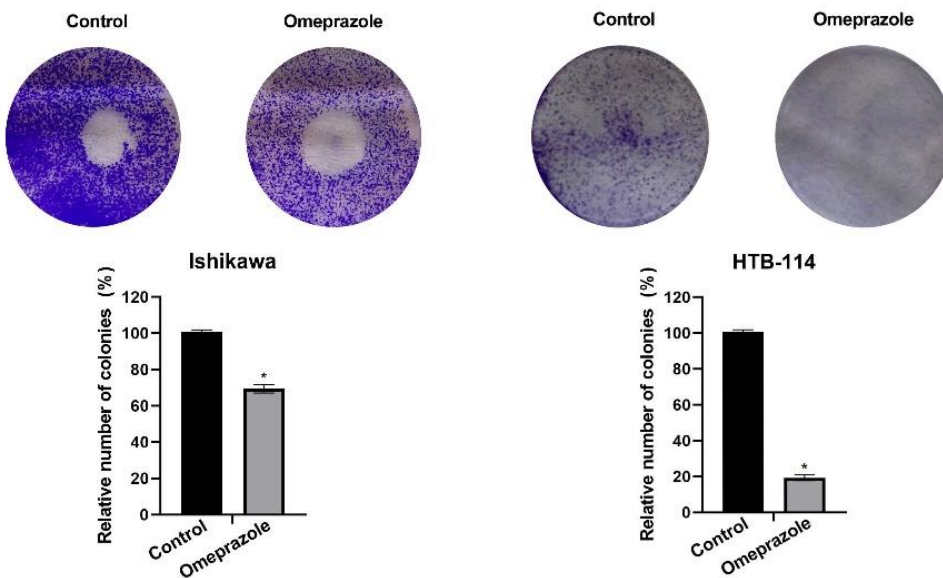 Control
Omeprazole
Control
Omeprazole
Ishikawa
Relative number of colonies (%)
120
100
80
60
40
20
0
*
Control
Omeprazole
HTB-114
Relative number of colonies (%)
120
100
80
60
40
20
0
*
Control
Omeprazole